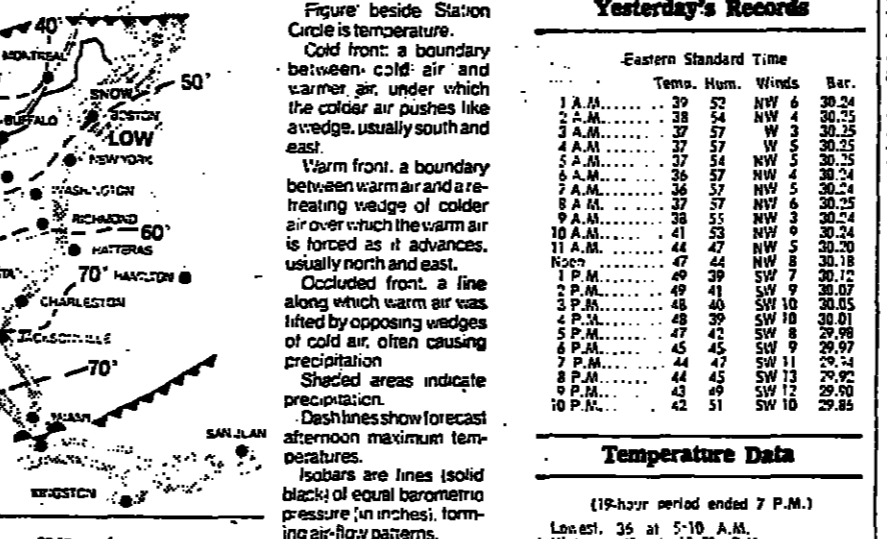 40°
MONTREAL
50°
SNOW
BUFFALO
BOSTON
LOW
NEW YORK
WASHINGTON
RICHMOND
60°
HATTERAS
70° HAMILTON
CHARLESTON
JACKSONVILLE
70°
MIAMI
SAN JUAN
KINGSTON
Figure beside Station
Circle is temperature.
Cold front: a boundary
between cold air and
warmer air, under which
the colder air pushes like
a wedge, usually south and
east.
Warm front: a boundary
between warm air and a re-
treating wedge of colder
air over which the warm air
is forced as it advances,
usually north and east.
Occluded front: a line
along which warm air was
lifted by opposing wedges
of cold air, often causing
precipitation
Shaded areas indicate
precipitation.
Dash lines show forecast
afternoon maximum tem-
peratures.
Isobars are lines (solid
black) of equal barometric
pressure (in inches), form-
ing air-flow patterns.
Yesterday's Records
Eastern Standard Time
Temp. Hum. Winds Bar.
1 A.M. 39 52 NW 6 30.24
2 A.M. 38 54 NW 4 30.25
3 A.M. 37 57 W 3 30.25
4 A.M. 37 57 W 5 30.25
5 A.M. 37 54 NW 5 30.25
6 A.M. 36 57 NW 4 30.24
7 A.M. 36 57 NW 5 30.24
8 A.M. 37 57 NW 6 30.25
9 A.M. 38 55 NW 3 30.24
10 A.M. 41 53 NW 9 30.24
11 A.M. 44 47 NW 5 30.20
Noon 47 44 NW 8 30.18
1 P.M. 49 39 SW 7 30.12
2 P.M. 49 41 SW 9 30.07
3 P.M. 48 40 SW 10 30.05
4 P.M. 48 39 SW 10 30.01
5 P.M. 47 42 SW 8 29.98
6 P.M. 45 45 SW 9 29.97
7 P.M. 44 47 SW 11
8 P.M. 44 45 SW 13 29.92
9 P.M. 43 49 SW 12 29.90
10 P.M. 42 51 SW 10 29.85
Temperature Data
(19-hour period ended 7 P.M.)
Lowest, 36 at 5:10 A.M.